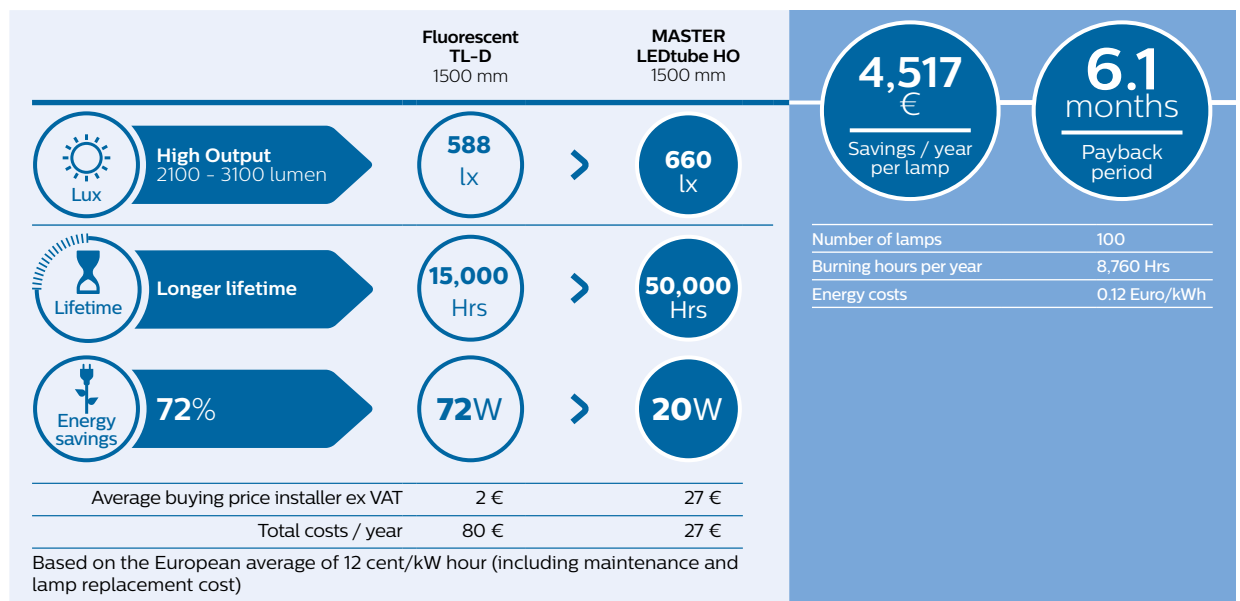 Fluorescent
TL-D
1500 mm
MASTER
LEDtube HO
1500 mm
Lux
High Output
2100 - 3100 lumen
588
lx
>
660
lx
Lifetime
Longer lifetime
15,000
Hrs
>
50,000
Hrs
Energy
savings
72%
72W
>
20W
Average buying price installer ex VAT 2 € 27 €
Total costs / year 80 € 27 €
Based on the European average of 12 cent/kW hour (including maintenance and
lamp replacement cost)
4,517
€
Savings / year
per lamp
6.1
months
Payback
period
Number of lamps 100
Burning hours per year 8,760 Hrs
Energy costs 0.12 Euro/kWh